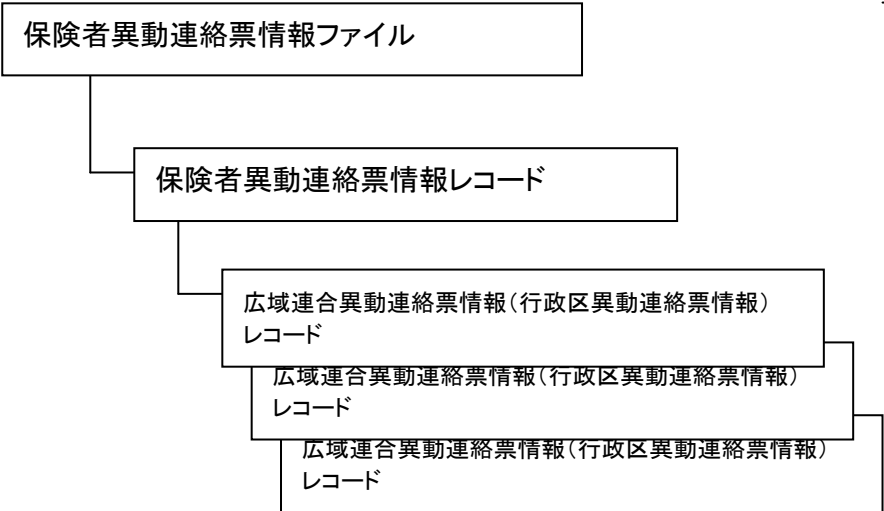 保険者異動連絡票情報ファイル
保険者異動連絡票情報レコード
広域連合異動連絡票情報(行政区異動連絡票情報)
レコード
広域連合異動連絡票情報(行政区異動連絡票情報)
レコード
広域連合異動連絡票情報(行政区異動連絡票情報)
レコード